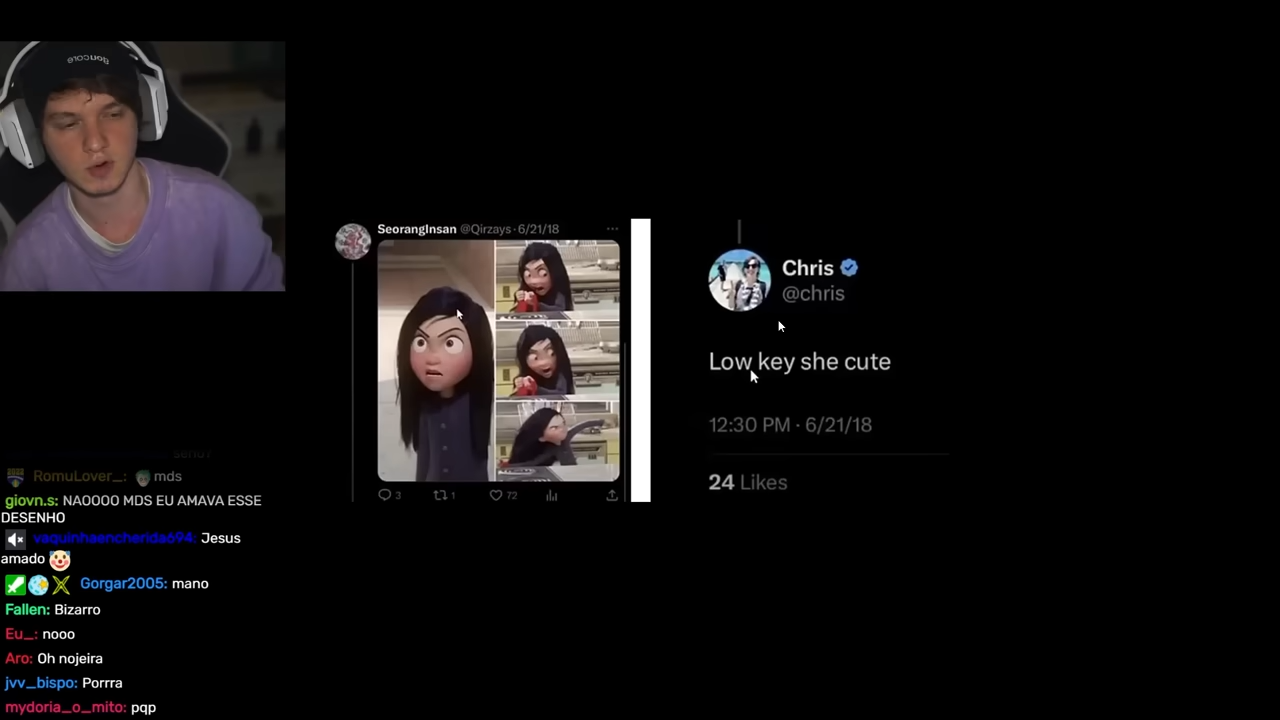 SeorangInsan @Qirzays · 6/21/18
3 1 72
Chris
@chris
Low key she cute
12:30 PM · 6/21/18
24 Likes
RomuLover_: mds
giovn.s: NAOOOO MDS EU AMAVA ESSE
DESENHO
vaquinhaencherida694: Jesus
amado
Gorgar2005: mano
Fallen: Bizarro
Eu_: nooo
Aro: Oh nojeira
jvv_bispo: Porrra
mydoria_o_mito: pqp